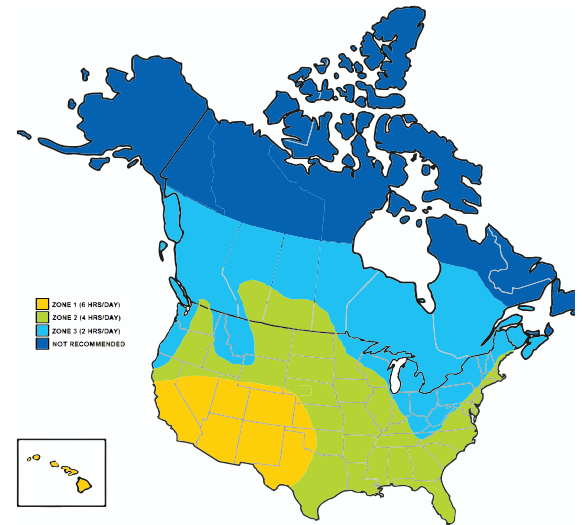 ZONE 1 (6 HRS/DAY)
ZONE 2 (4 HRS/DAY)
ZONE 3 (2 HRS/DAY)
NOT RECOMMENDED